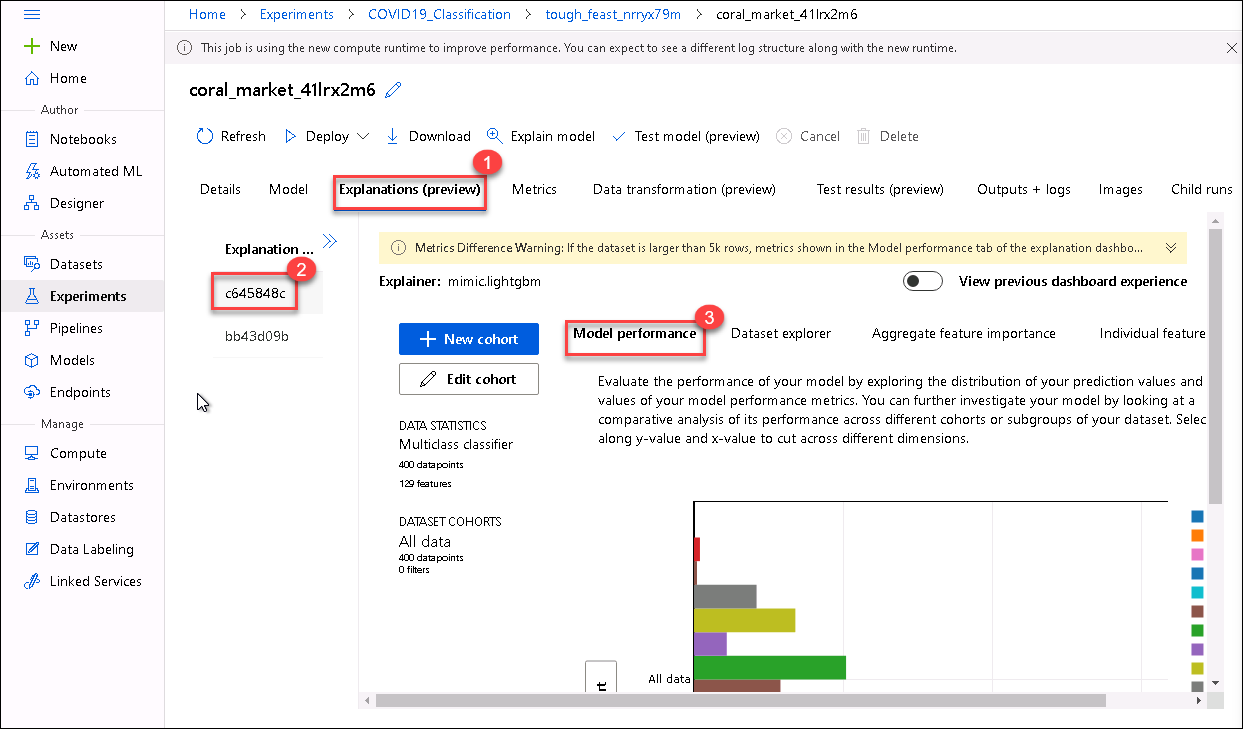 Home > Experiments > COVID19_Classification > tough_feast_nrryx79m > coral_market_41lrx2m6
This job is using the new compute runtime to improve performance. You can expect to see a different log structure along with the new runtime.
New
Home
Author
Notebooks
Automated ML
Designer
Assets
Datasets
Experiments
Pipelines
Models
Endpoints
Manage
Compute
Environments
Datastores
Data Labeling
Linked Services
coral_market_41lrx2m6
Refresh Deploy Download Explain model Test model (preview) Cancel Delete
1
Details Model Explanations (preview) Metrics Data transformation (preview) Test results (preview) Outputs + logs Images Child runs
Explanation ...
2
c645848c
bb43d09b
Metrics Difference Warning: If the dataset is larger than 5k rows, metrics shown in the Model performance tab of the explanation dashbo...
Explainer: mimic.lightgbm
View previous dashboard experience
New cohort
Edit cohort
3
Model performance Dataset explorer Aggregate feature importance Individual feature
Evaluate the performance of your model by exploring the distribution of your prediction values and
values of your model performance metrics. You can further investigate your model by looking at a
comparative analysis of its performance across different cohorts or subgroups of your dataset. Selec
along y-value and x-value to cut across different dimensions.
DATA STATISTICS
Multiclass classifier
400 datapoints
129 features
DATASET COHORTS
All data
400 datapoints
0 filters
All data
rt